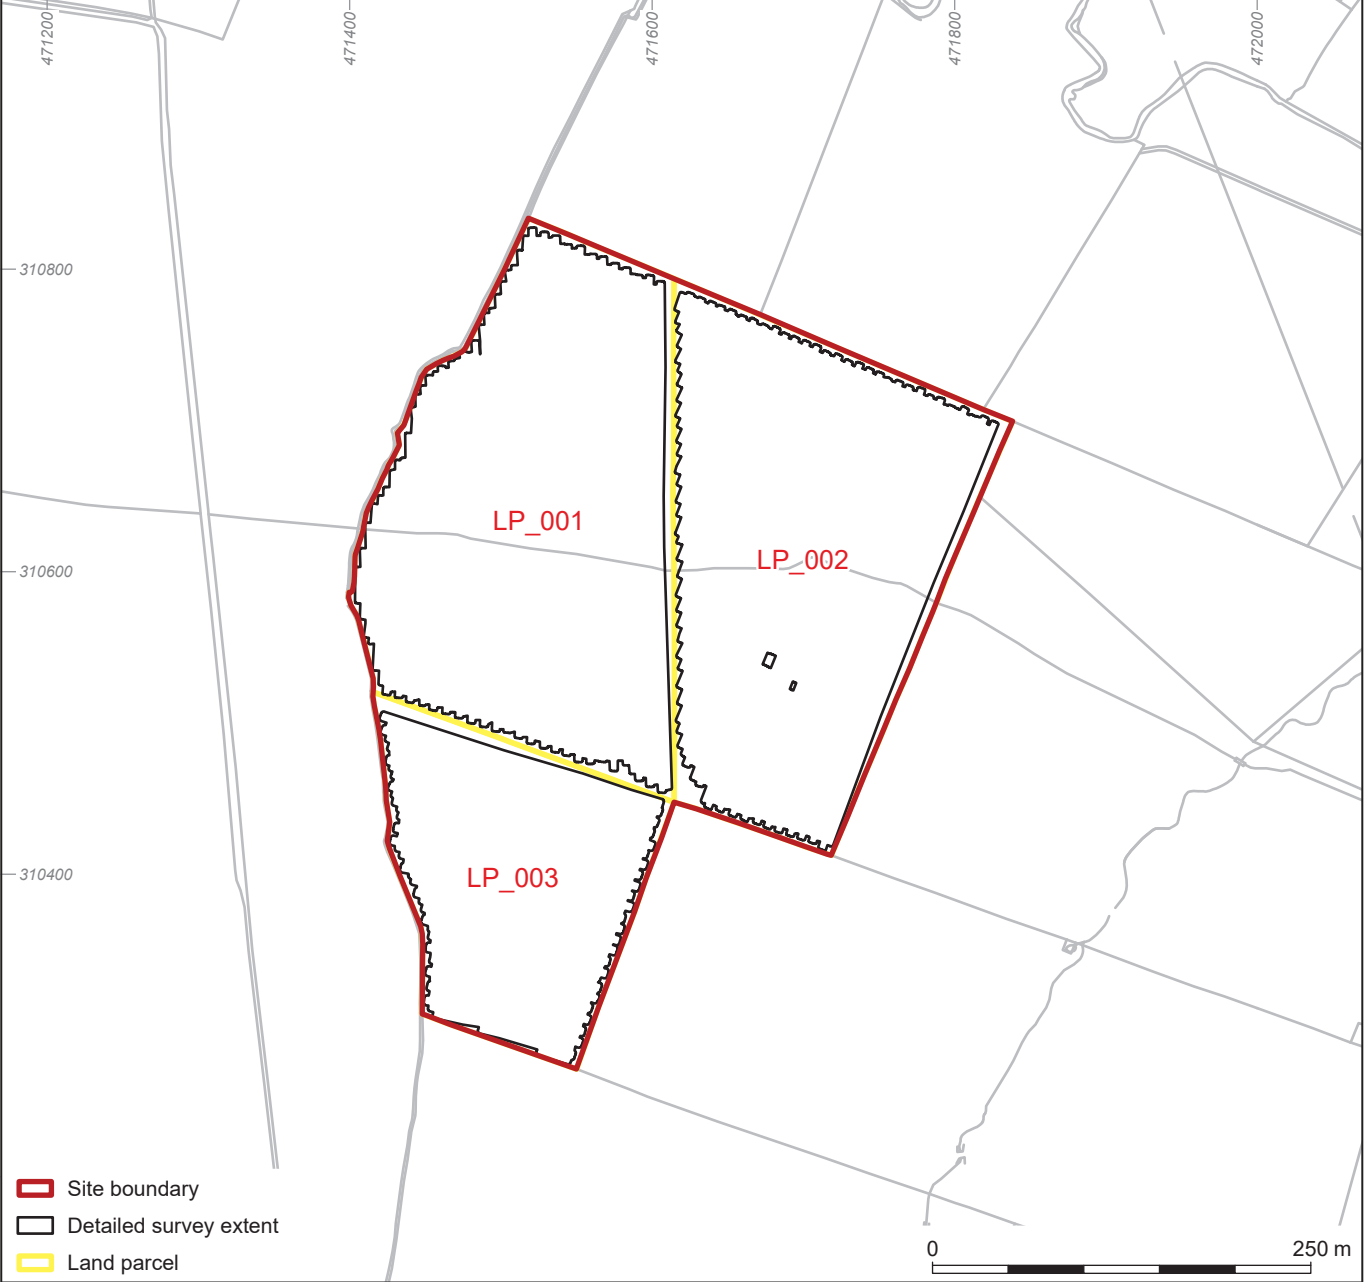 471200
471400
471600
471800
472000
310800
310600
310400
LP_001
LP_002
LP_003
Site boundary
Detailed survey extent
Land parcel
0 250 m